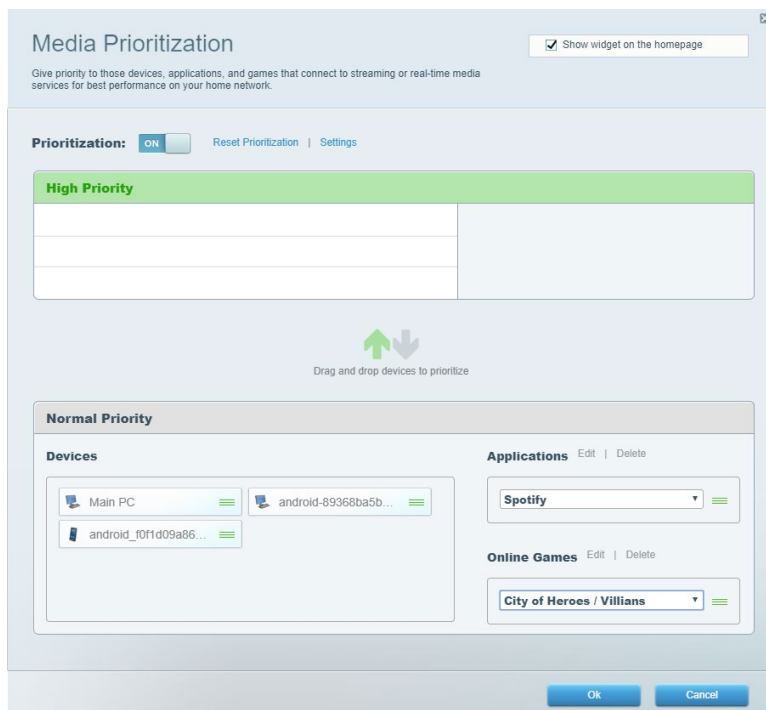 Media Prioritization
Show widget on the homepage
Give priority to those devices, applications, and games that connect to streaming or real-time media
services for best performance on your home network.
Prioritization: ON Reset Prioritization | Settings
High Priority
Drag and drop devices to prioritize
Normal Priority
Devices
Main PC
android-89368ba5b...
android_f0f1d09a86...
Applications Edit | Delete
Spotify
Online Games Edit | Delete
City of Heroes / Villians
Ok Cancel